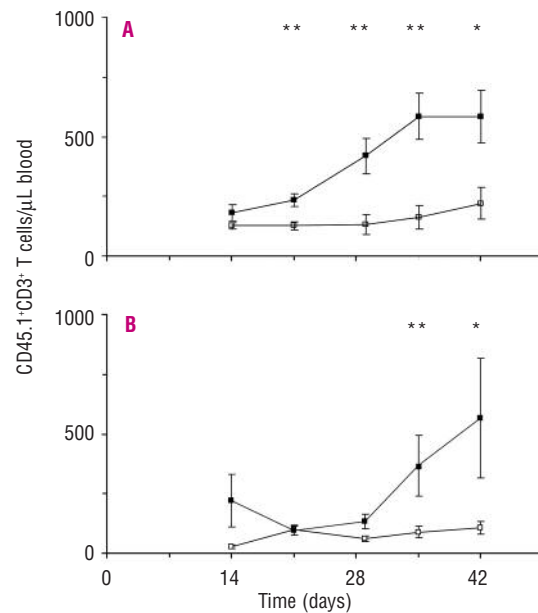 A
** ** ** *
1000
500
0
CD45.1⁺CD3⁺ T cells/μL blood
B
** *
1000
500
0
0 14 28 42
Time (days)